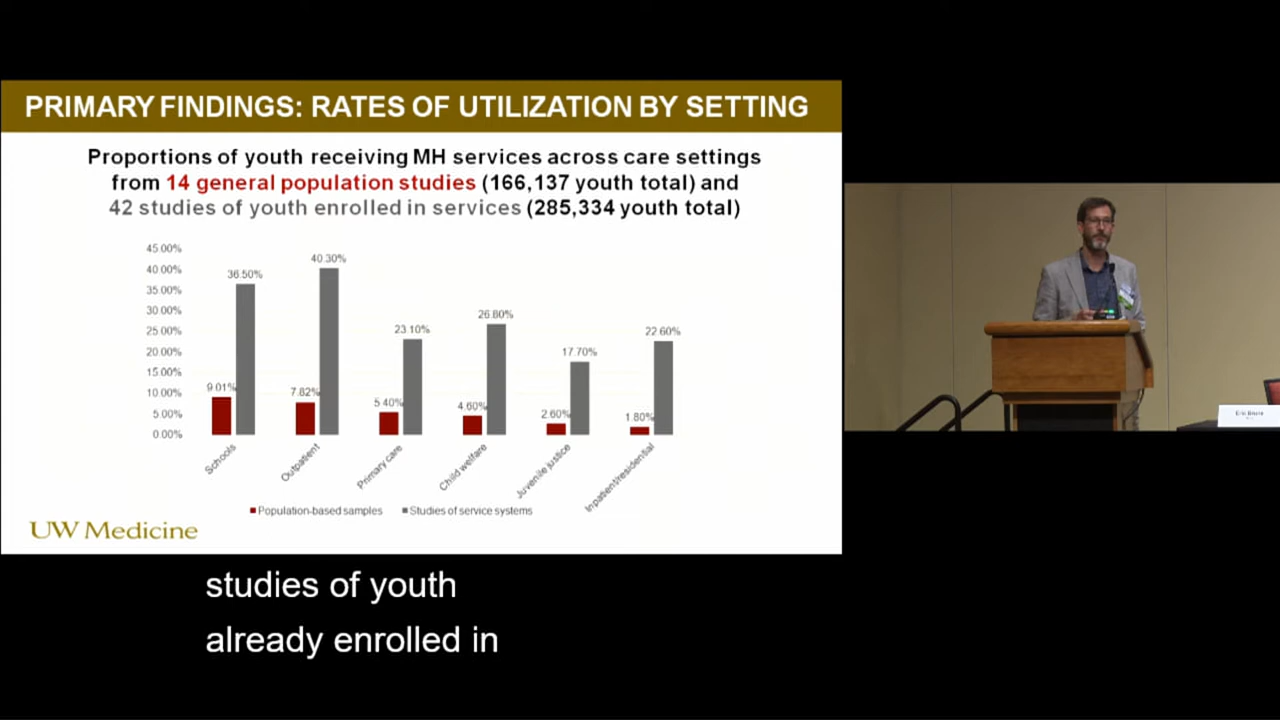 PRIMARY FINDINGS: RATES OF UTILIZATION BY SETTING
Proportions of youth receiving MH services across care settings
from 14 general population studies (166,137 youth total) and
42 studies of youth enrolled in services (285,334 youth total)
45.00%
40.00%
35.00%
30.00%
25.00%
20.00%
15.00%
10.00%
5.00%
0.00%
9.01%
36.50%
7.82%
40.30%
5.40%
23.10%
4.60%
26.80%
2.60%
17.70%
1.80%
22.60%
Schools
Outpatient
Primary care
Child welfare
Juvenile justice
Inpatient/residential
Population-based samples
Studies of service systems
UW Medicine
studies of youth
already enrolled in